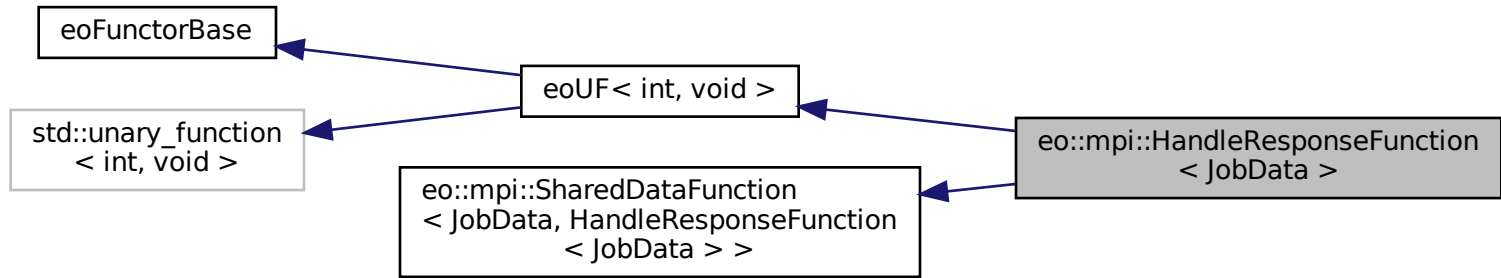 eoFunctorBase
std::unary_function
< int, void >
eoUF< int, void >
eo::mpi::SharedDataFunction
< JobData, HandleResponseFunction
< JobData > >
eo::mpi::HandleResponseFunction
< JobData >